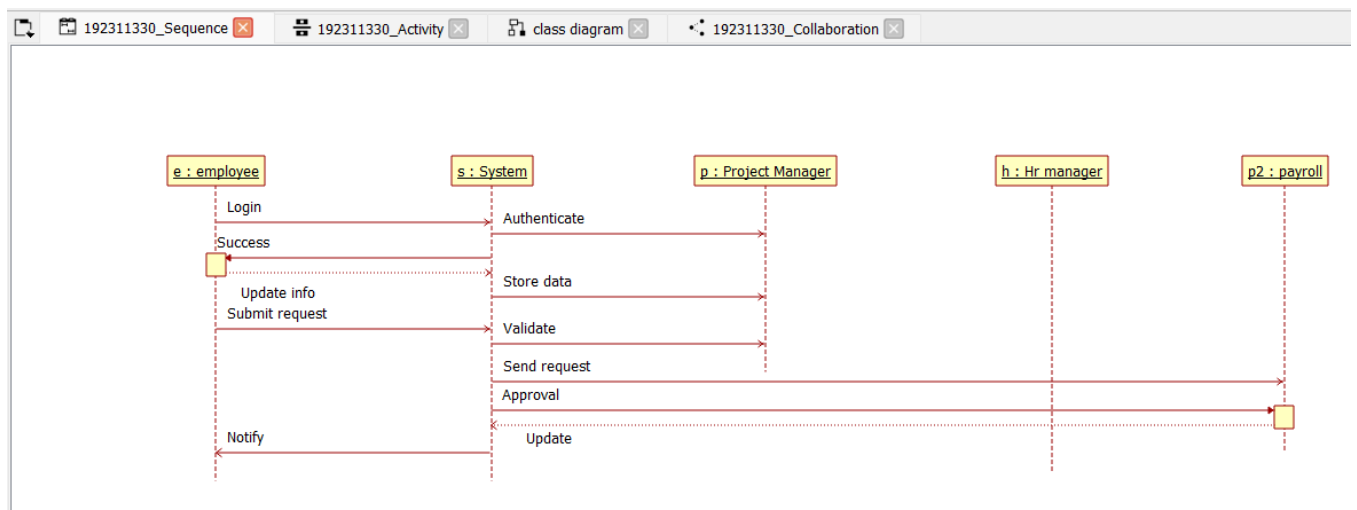 192311330_Sequence 192311330_Activity class diagram 192311330_Collaboration
e : employee s : System p : Project Manager h : Hr manager p2 : payroll
Login
Authenticate
Success
Store data
Update info
Submit request
Validate
Send request
Approval
Notify
Update